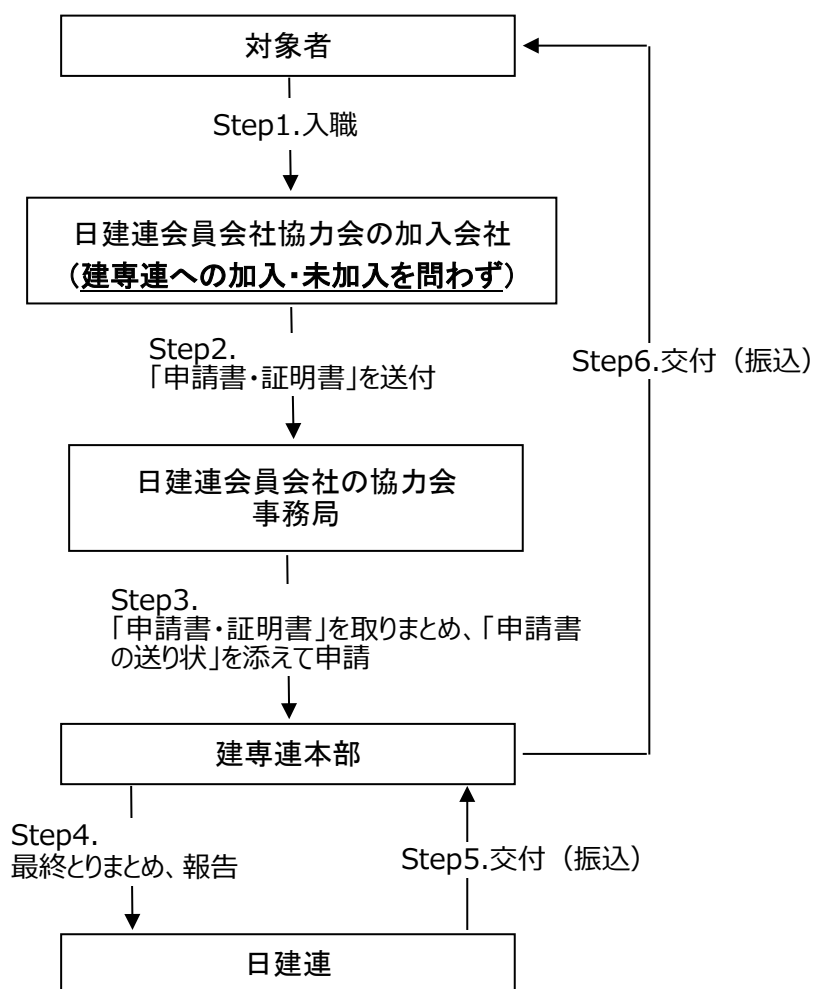 対象者
Step1.入職
日建連会員会社協力会の加入会社
（建専連への加入・未加入を問わず）
Step2.
「申請書・証明書」を送付
Step6.交付（振込）
日建連会員会社の協力会
事務局
Step3.
「申請書・証明書」を取りまとめ、「申請書
の送り状」を添えて申請
建専連本部
Step4.
最終とりまとめ、報告
Step5.交付（振込）
日建連